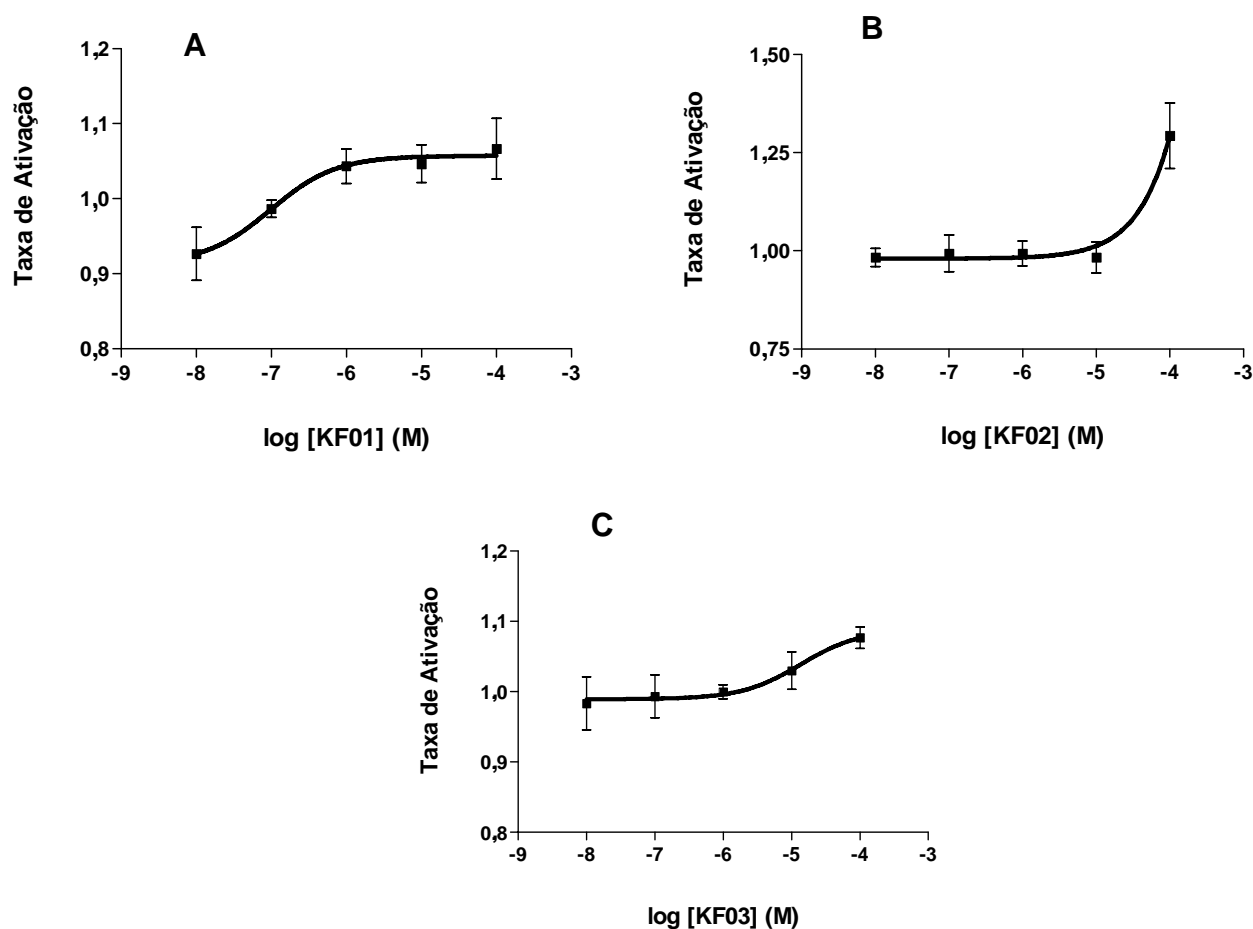 A
1,2
1,1
1,0
0,9
0,8
-9 -8 -7 -6 -5 -4 -3
Taxa de Ativação
log [KF01] (M)
B
1,50
1,25
1,00
0,75
-9 -8 -7 -6 -5 -4 -3
Taxa de Ativação
log [KF02] (M)
C
1,2
1,1
1,0
0,9
0,8
-9 -8 -7 -6 -5 -4 -3
Taxa de Ativação
log [KF03] (M)